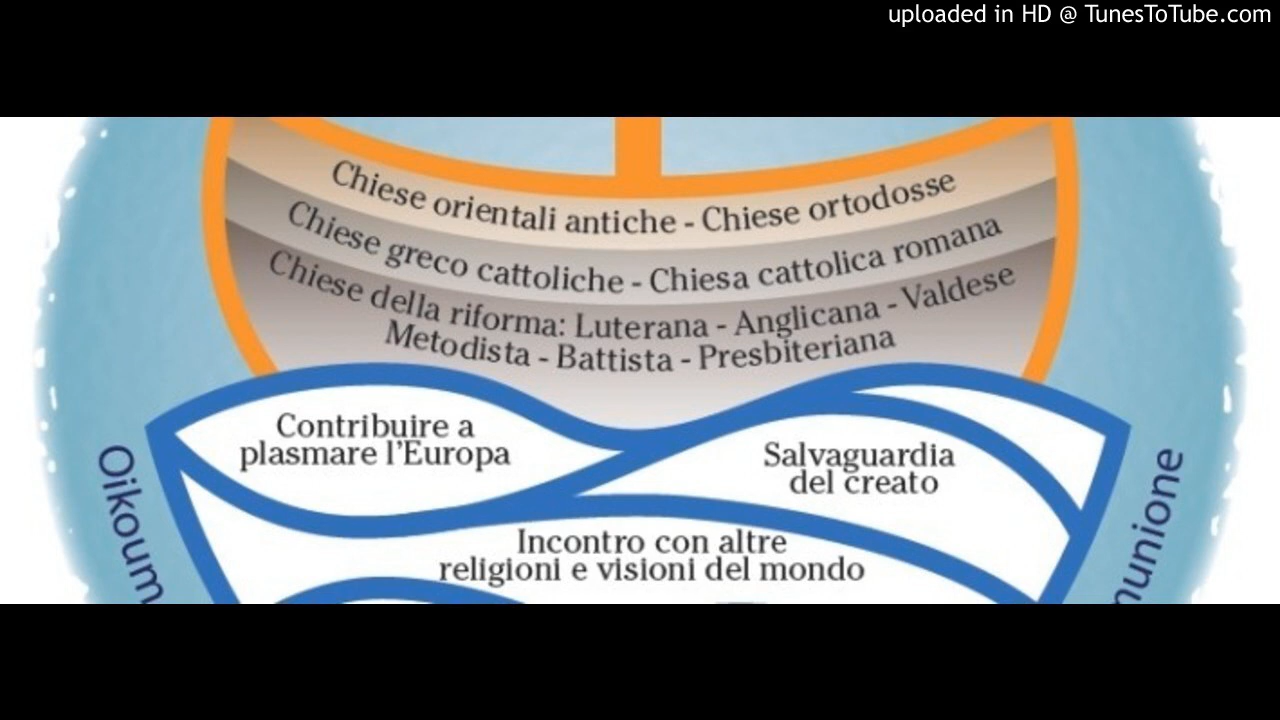 uploaded in HD @ TunesToTube.com
Chiese orientali antiche - Chiese ortodosse
Chiese greco cattoliche - Chiesa cattolica romana
Chiese della riforma: Luterana - Anglicana - Valdese
Metodista - Battista - Presbiteriana
Contribuire a
plasmare l'Europa
Salvaguardia
del creato
Incontro con altre
religioni e visioni del mondo
Oikoum
munione